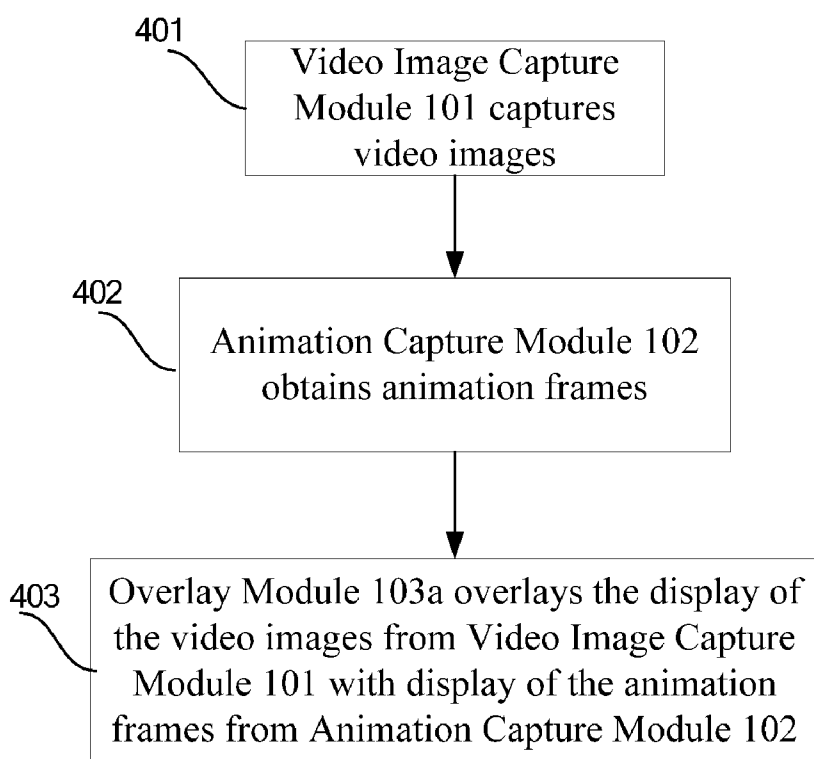 401
Video Image Capture
Module 101 captures
video images
402
Animation Capture Module 102
obtains animation frames
403
Overlay Module 103a overlays the display of
the video images from Video Image Capture
Module 101 with display of the animation
frames from Animation Capture Module 102